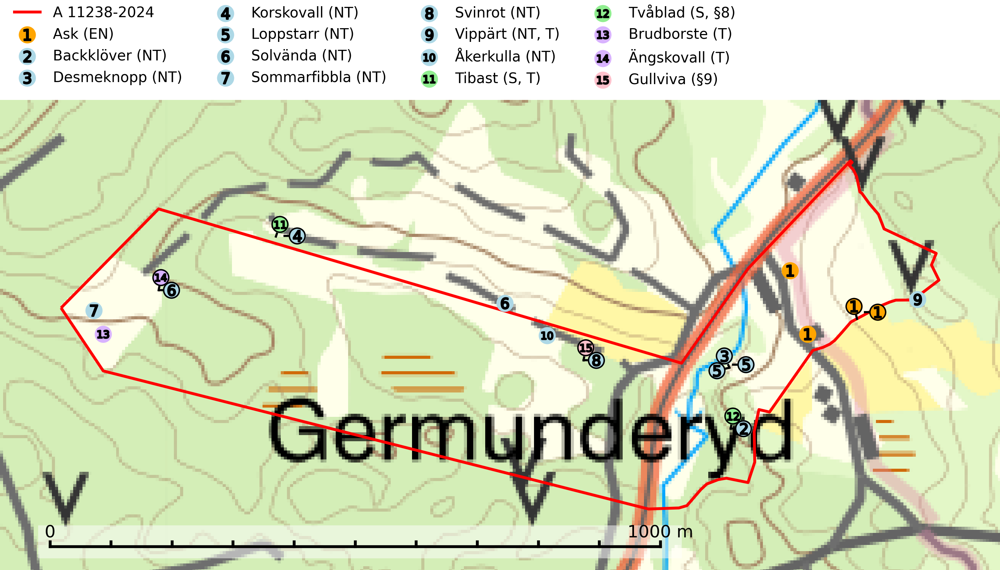 A 11238-2024
1 Ask (EN)
2 Backklöver (NT)
3 Desmeknopp (NT)
4 Korskovall (NT)
5 Loppstarr (NT)
6 Solvända (NT)
7 Sommarfibbla (NT)
8 Svinrot (NT)
9 Vippärt (NT, T)
10 Åkerkulla (NT)
11 Tibast (S, T)
12 Tvåblad (S, §8)
13 Brudborste (T)
14 Ängskovall (T)
15 Gullviva (§9)
11
4
1
14
6
6
9
7
1
1
13
10
1
15
8
3
5
5
12
2
Germunderyd
0
1000 m